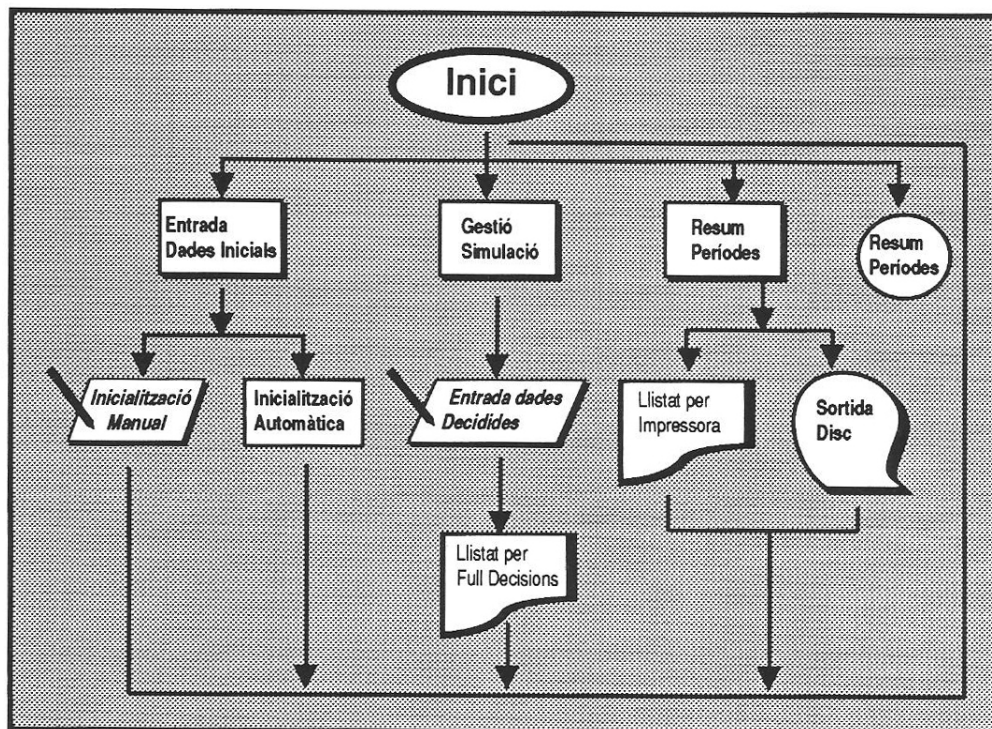 Inici
Entrada
Dades Inicials
Gestió
Simulació
Resum
Períodes
Resum
Períodes
Inicialització
Manual
Inicialització
Automàtica
Entrada dades
Decidides
Llistat per
Impressora
Sortida
Disc
Llistat per
Full Decisions